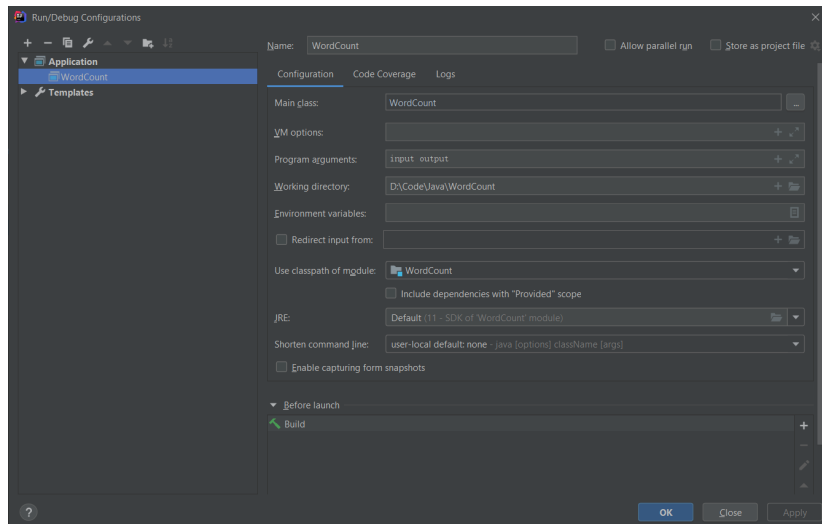 Run/Debug Configurations
Application
WordCount
Templates
Name: WordCount
Allow parallel run
Store as project file
Configuration Code Coverage Logs
Main class: WordCount ...
VM options:
Program arguments: input output
Working directory: D:\Code\Java\WordCount
Environment variables:
Redirect input from:
Use classpath of module: WordCount
Include dependencies with "Provided" scope
JRE: Default (11 - SDK of 'WordCount' module)
Shorten command line: user-local default: none - java [options] className [args]
Enable capturing form snapshots
Before launch
Build
? OK Close Apply